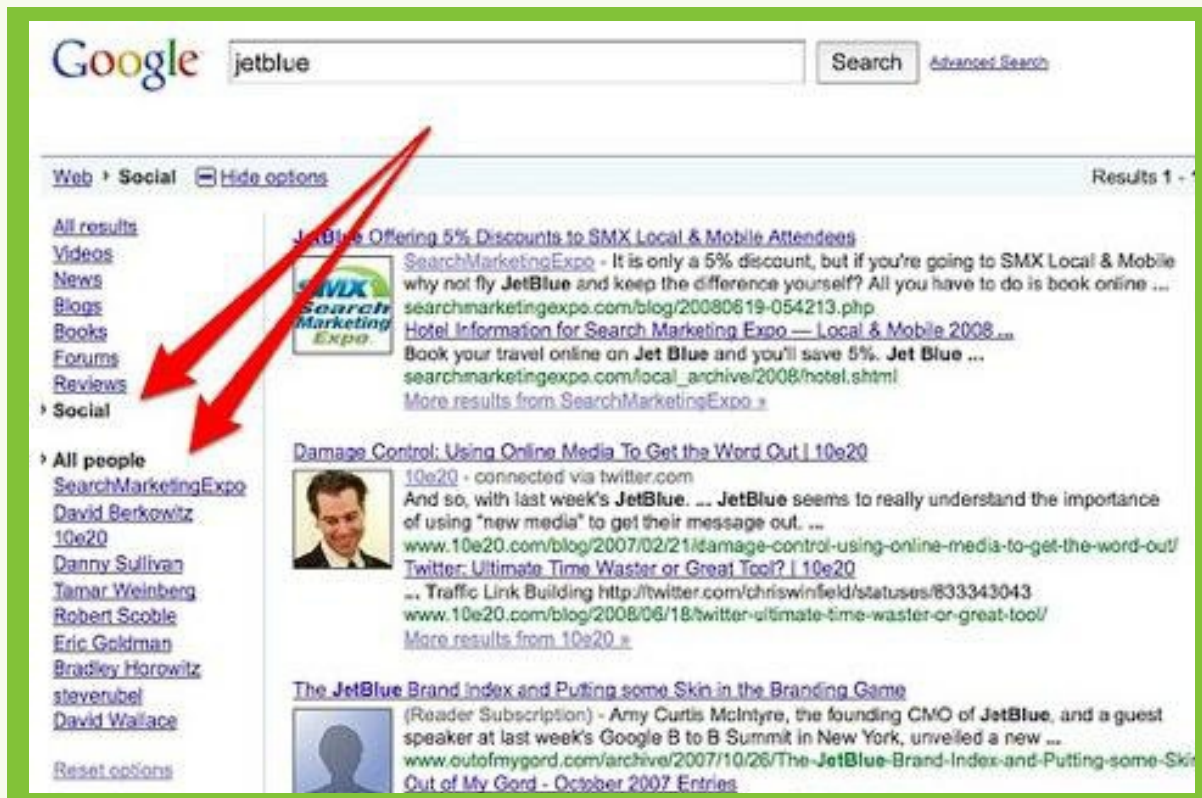 Google jetblue Search Advanced Search
Web › Social Hide options Results 1 -
All results
Videos
News
Blogs
Books
Forums
Reviews
› Social
› All people
SearchMarketingExpo
David Berkowitz
10e20
Danny Sullivan
Tamar Weinberg
Robert Scoble
Eric Goldman
Bradley Horowitz
steverubel
David Wallace
Reset options
JetBlue Offering 5% Discounts to SMX Local & Mobile Attendees
SMX
Search
Marketing
Expo
SearchMarketingExpo - It is only a 5% discount, but if you're going to SMX Local & Mobile
why not fly JetBlue and keep the difference yourself? All you have to do is book online ...
searchmarketingexpo.com/blog/20080619-054213.php
Hotel Information for Search Marketing Expo — Local & Mobile 2008 ...
Book your travel online on Jet Blue and you'll save 5%. Jet Blue ...
searchmarketingexpo.com/local_archive/2008/hotel.shtml
More results from SearchMarketingExpo »
Damage Control: Using Online Media To Get the Word Out | 10e20
10e20 - connected via twitter.com
And so, with last week's JetBlue. ... JetBlue seems to really understand the importance
of using "new media" to get their message out. ...
www.10e20.com/blog/2007/02/21/damage-control-using-online-media-to-get-the-word-out/
Twitter: Ultimate Time Waster or Great Tool? | 10e20
... Traffic Link Building http://twitter.com/chriswinfield/statuses/833343043
www.10e20.com/blog/2008/06/18/twitter-ultimate-time-waster-or-great-tool/
More results from 10e20 »
The JetBlue Brand Index and Putting some Skin in the Branding Game
(Reader Subscription) - Amy Curtis McIntyre, the founding CMO of JetBlue, and a guest
speaker at last week's Google B to B Summit in New York, unveiled a new ...
www.outofmygord.com/archive/2007/10/26/The-JetBlue-Brand-Index-and-Putting-some-Skin
Out of My Gord - October 2007 Entries